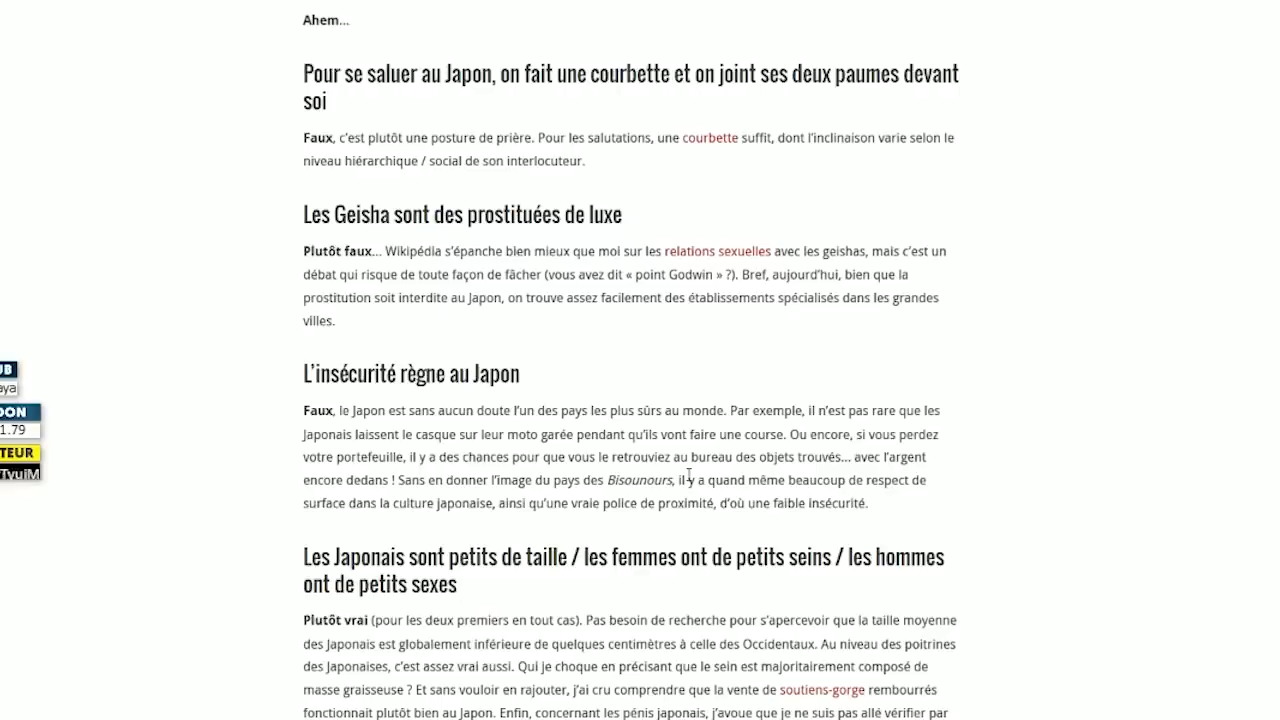 Ahem...
Pour se saluer au Japon, on fait une courbette et on joint ses deux paumes devant
soi
Faux, c'est plutôt une posture de prière. Pour les salutations, une courbette suffit, dont l'inclinaison varie selon le
niveau hiérarchique / social de son interlocuteur.
Les Geisha sont des prostituées de luxe
Plutôt faux... Wikipédia s'épanche bien mieux que moi sur les relations sexuelles avec les geishas, mais c'est un
débat qui risque de toute façon de fâcher (vous avez dit « point Godwin » ?). Bref, aujourd'hui, bien que la
prostitution soit interdite au Japon, on trouve assez facilement des établissements spécialisés dans les grandes
villes.
UB
aya
L'insécurité règne au Japon
DON
1.79
TEUR
TyuiM
Faux, le Japon est sans aucun doute l'un des pays les plus sûrs au monde. Par exemple, il n'est pas rare que les
Japonais laissent le casque sur leur moto garée pendant qu'ils vont faire une course. Ou encore, si vous perdez
votre portefeuille, il y a des chances pour que vous le retrouviez au bureau des objets trouvés... avec l'argent
encore dedans ! Sans en donner l'image du pays des Bisounours, il y a quand même beaucoup de respect de
surface dans la culture japonaise, ainsi qu'une vraie police de proximité, d'où une faible insécurité.
Les Japonais sont petits de taille / les femmes ont de petits seins / les hommes
ont de petits sexes
Plutôt vrai (pour les deux premiers en tout cas). Pas besoin de recherche pour s'apercevoir que la taille moyenne
des Japonais est globalement inférieure de quelques centimètres à celle des Occidentaux. Au niveau des poitrines
des Japonaises, c'est assez vrai aussi. Qui je choque en précisant que le sein est majoritairement composé de
masse graisseuse ? Et sans vouloir en rajouter, j'ai cru comprendre que la vente de soutiens-gorge rembourrés
fonctionnait plutôt bien au Japon. Enfin, concernant les pénis japonais, j'avoue que je ne suis pas allé vérifier par